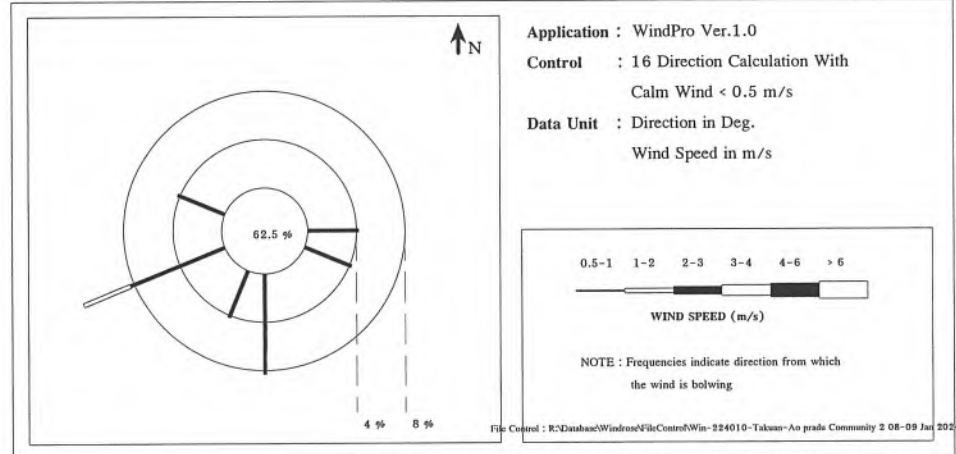 N
62.5 %
4 %
8 %
Application : WindPro Ver.1.0
Control : 16 Direction Calculation With
Calm Wind < 0.5 m/s
Data Unit : Direction in Deg.
Wind Speed in m/s
0.5-1 1-2 2-3 3-4 4-6 > 6
WIND SPEED (m/s)
NOTE : Frequencies indicate direction from which
the wind is bolwing
File Control : R:\Database\Windrose\FileControl\Win-224010-Takuan-Ao pradu Community 2 08-09 Jan 202